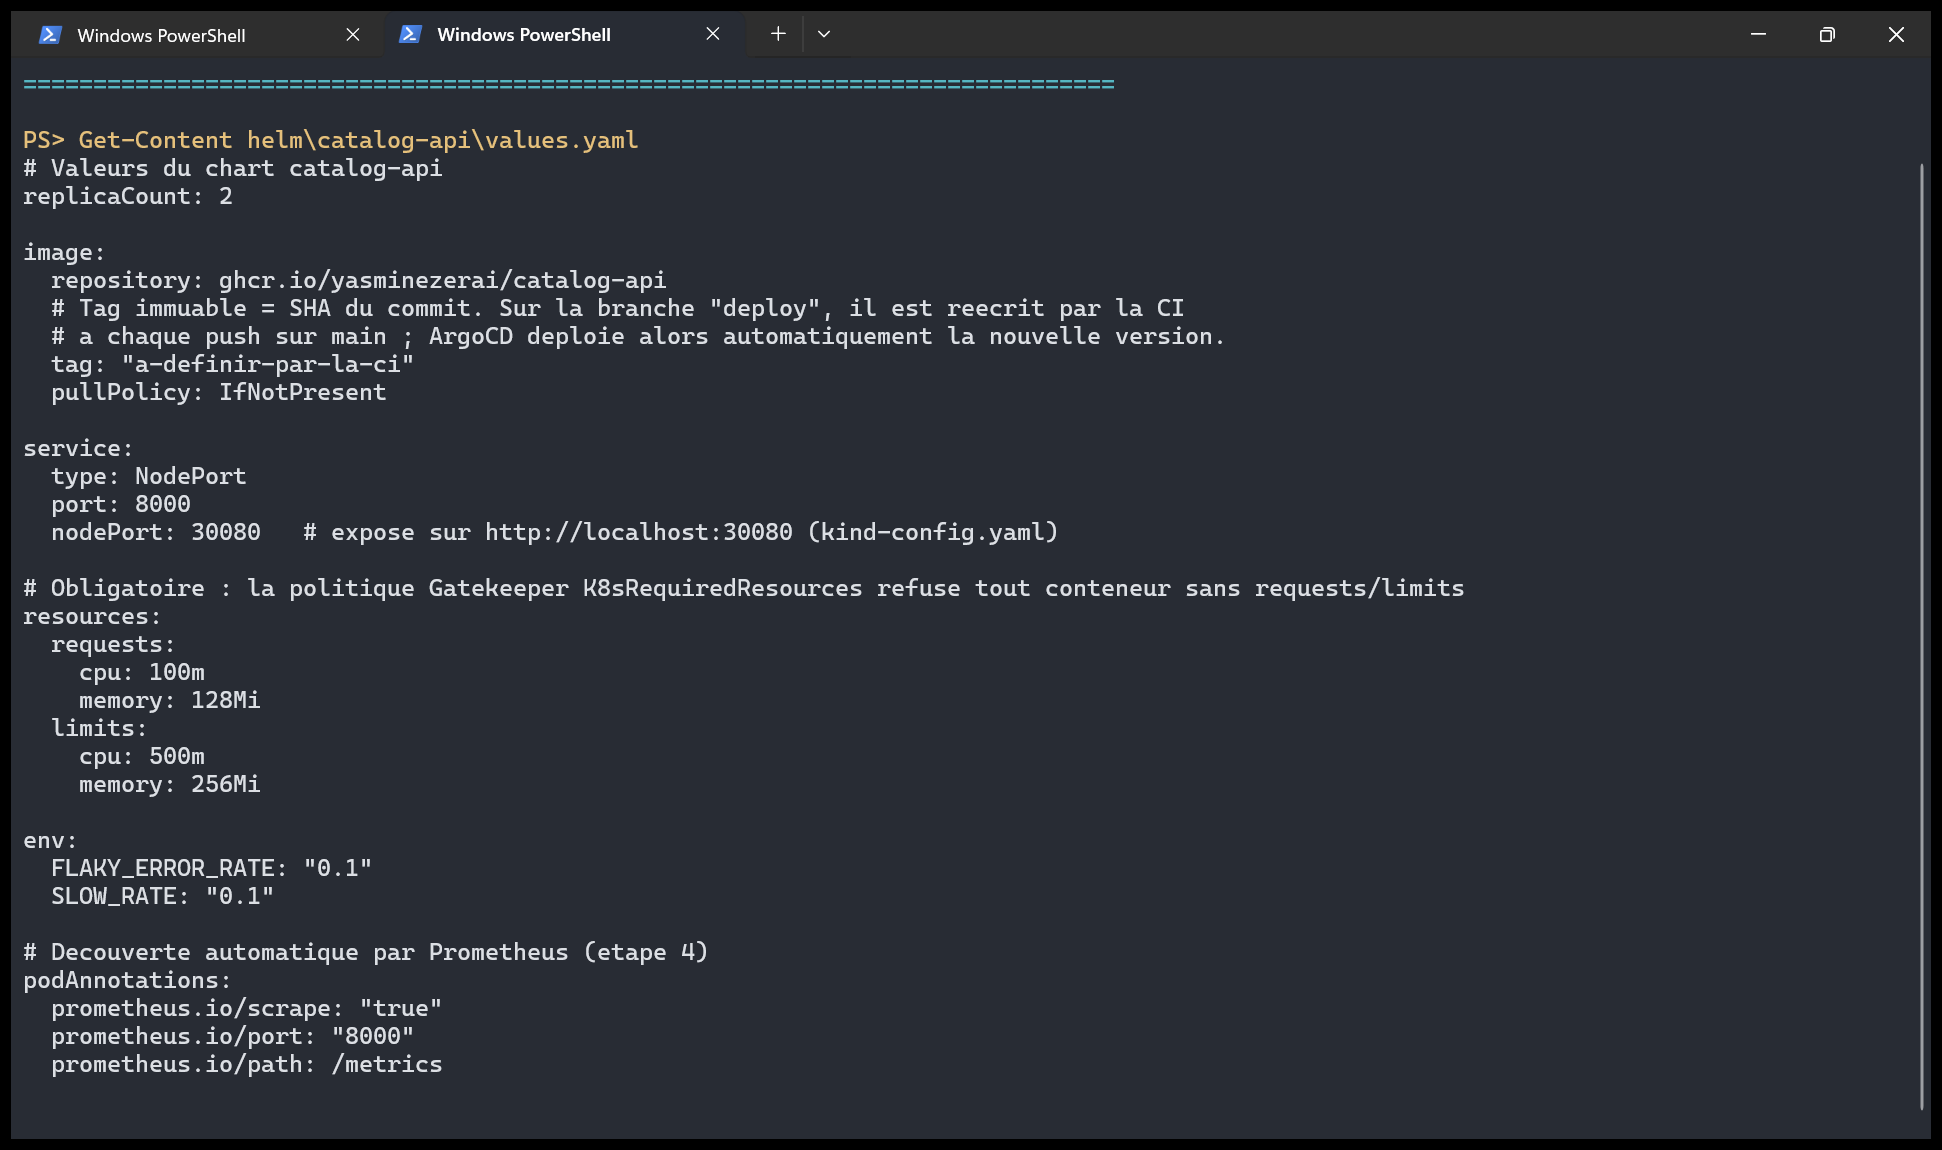 Windows PowerShell
Windows PowerShell
==============================================================================
PS> Get-Content helm\catalog-api\values.yaml
# Valeurs du chart catalog-api
replicaCount: 2

image:
  repository: ghcr.io/yasminezerai/catalog-api
  # Tag immuable = SHA du commit. Sur la branche "deploy", il est reecrit par la CI
  # a chaque push sur main ; ArgoCD deploie alors automatiquement la nouvelle version.
  tag: "a-definir-par-la-ci"
  pullPolicy: IfNotPresent

service:
  type: NodePort
  port: 8000
  nodePort: 30080   # expose sur http://localhost:30080 (kind-config.yaml)

# Obligatoire : la politique Gatekeeper K8sRequiredResources refuse tout conteneur sans requests/limits
resources:
  requests:
    cpu: 100m
    memory: 128Mi
  limits:
    cpu: 500m
    memory: 256Mi

env:
  FLAKY_ERROR_RATE: "0.1"
  SLOW_RATE: "0.1"

# Decouverte automatique par Prometheus (etape 4)
podAnnotations:
  prometheus.io/scrape: "true"
  prometheus.io/port: "8000"
  prometheus.io/path: /metrics